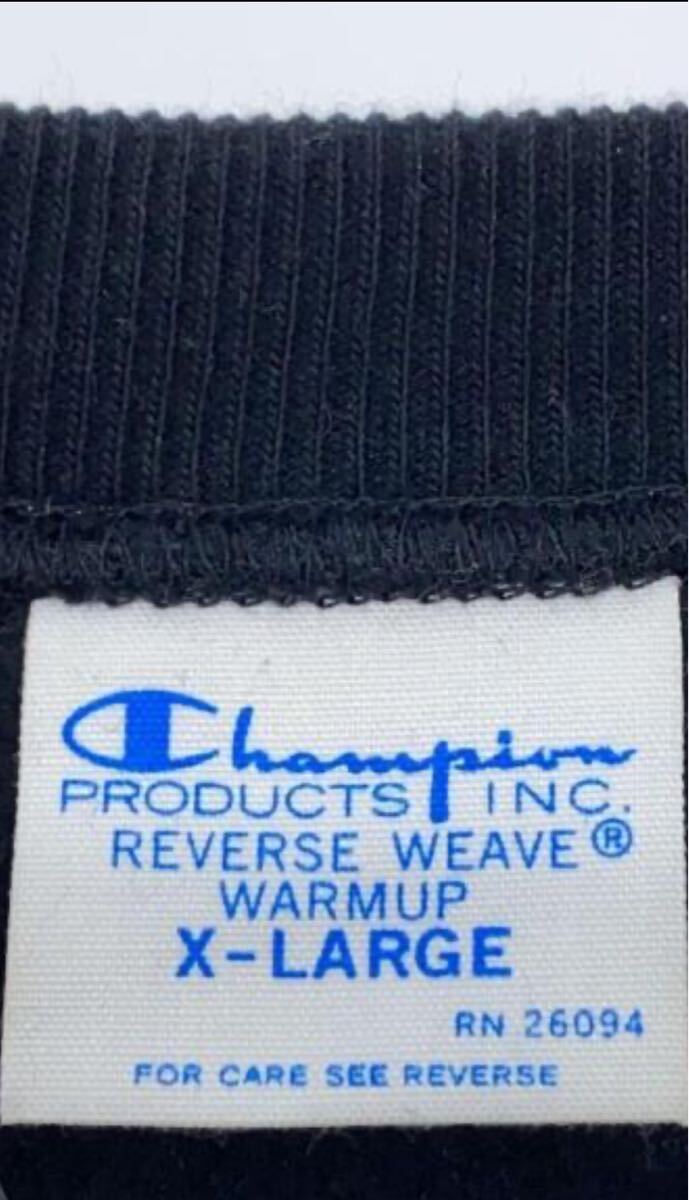 Champion
PRODUCTS INC.
REVERSE WEAVE®
WARMUP
X-LARGE
RN 26094
FOR CARE SEE REVERSE